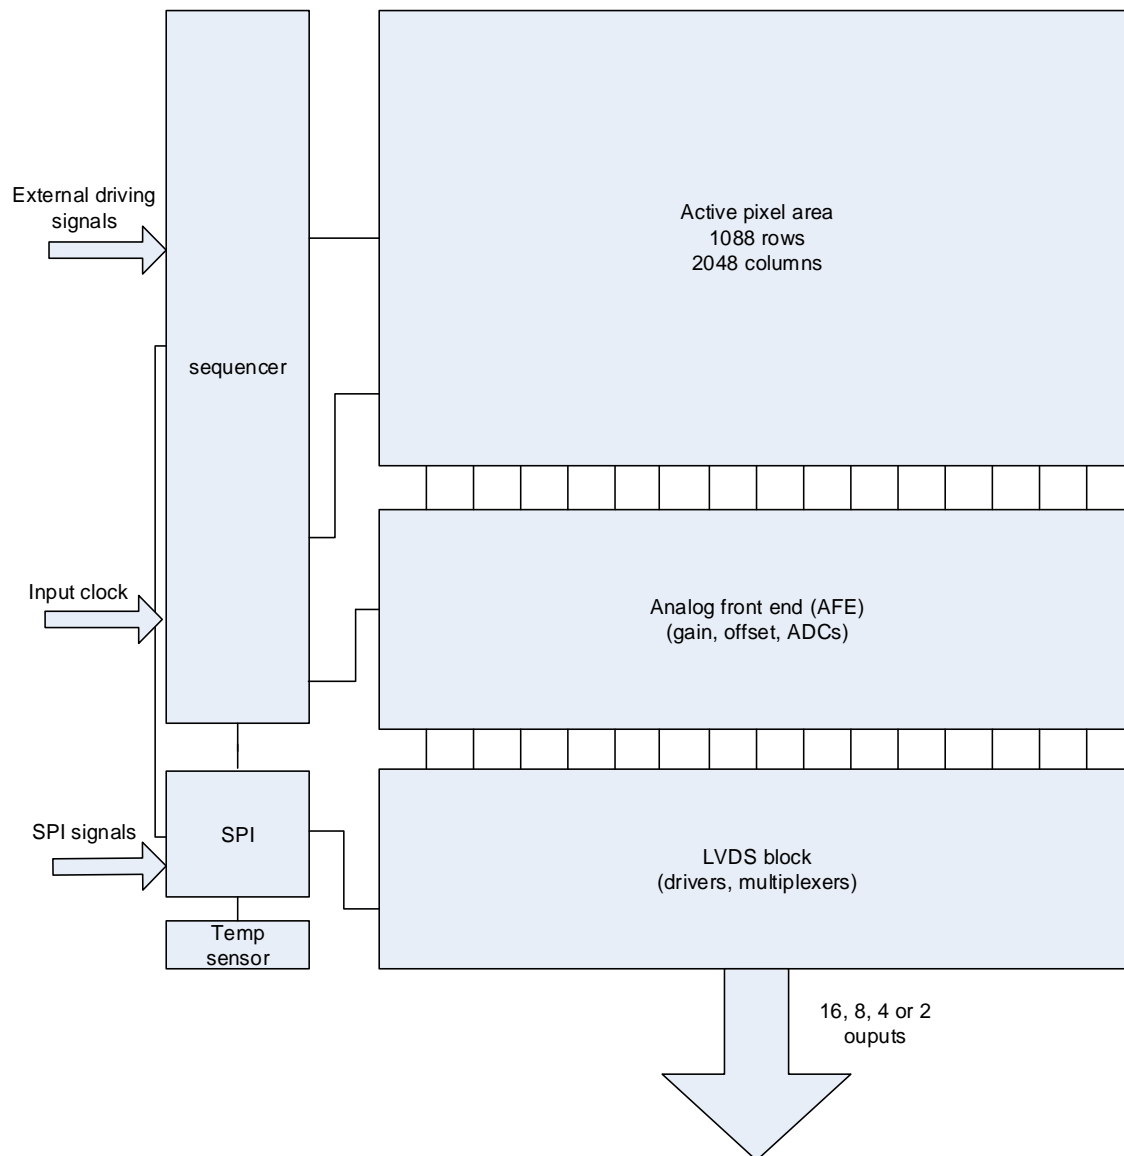 External driving
signals
sequencer
Active pixel area
1088 rows
2048 columns
Input clock
Analog front end (AFE)
(gain, offset, ADCs)
SPI signals
SPI
LVDS block
(drivers, multiplexers)
Temp
sensor
16, 8, 4 or 2
ouputs